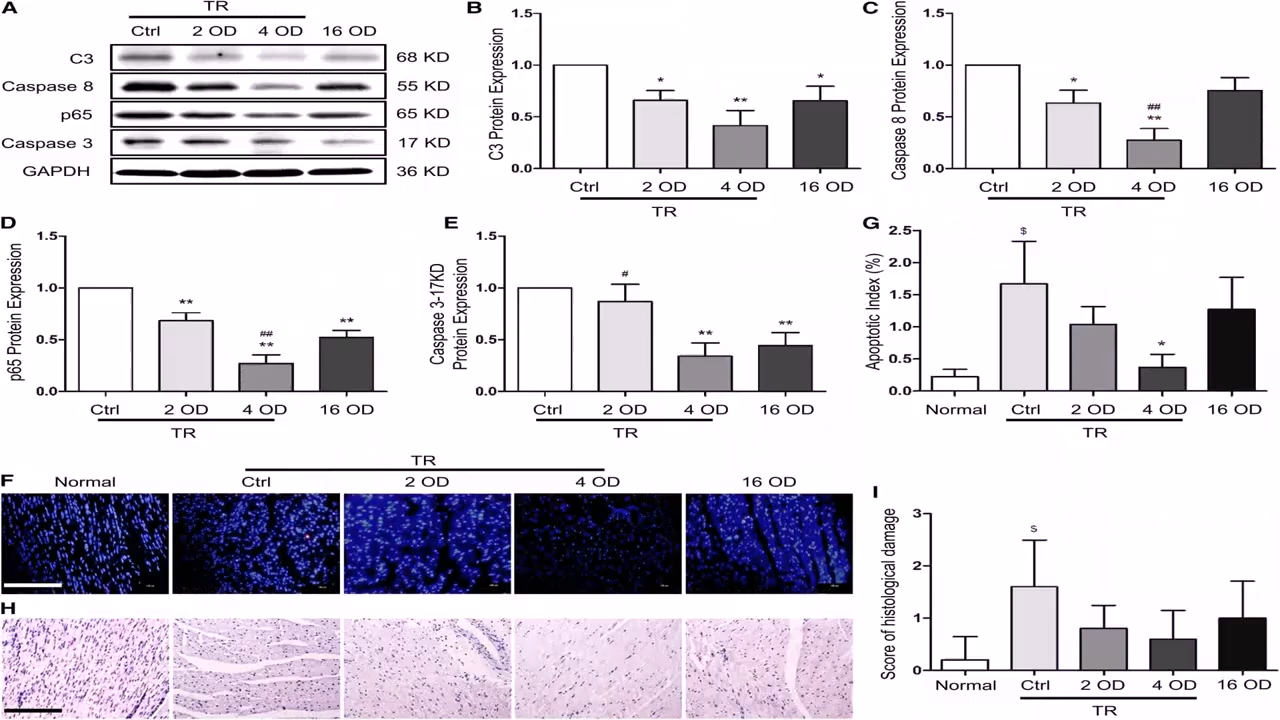 A
TR
Ctrl 2 OD 4 OD 16 OD
C3 68 KD
Caspase 8 55 KD
p65 65 KD
Caspase 3 17 KD
GAPDH 36 KD
B
C3 Protein Expression
1.5
1.0
0.5
0.0
*
**
*
Ctrl 2 OD 4 OD 16 OD
TR
C
Caspase 8 Protein Expression
1.5
1.0
0.5
0.0
*
##
**
Ctrl 2 OD 4 OD 16 OD
TR
D
p65 Protein Expression
1.5
1.0
0.5
0.0
**
##
**
**
Ctrl 2 OD 4 OD 16 OD
TR
E
Caspase 3-17KD
Protein Expression
1.5
1.0
0.5
0.0
#
**
**
Ctrl 2 OD 4 OD 16 OD
TR
G
Apoptotic Index (%)
2.5
2.0
1.5
1.0
0.5
0.0
$
*
Normal Ctrl 2 OD 4 OD 16 OD
TR
F
TR
Normal Ctrl 2 OD 4 OD 16 OD
H
I
Score of histological damage
3
2
1
0
$
Normal Ctrl 2 OD 4 OD 16 OD
TR